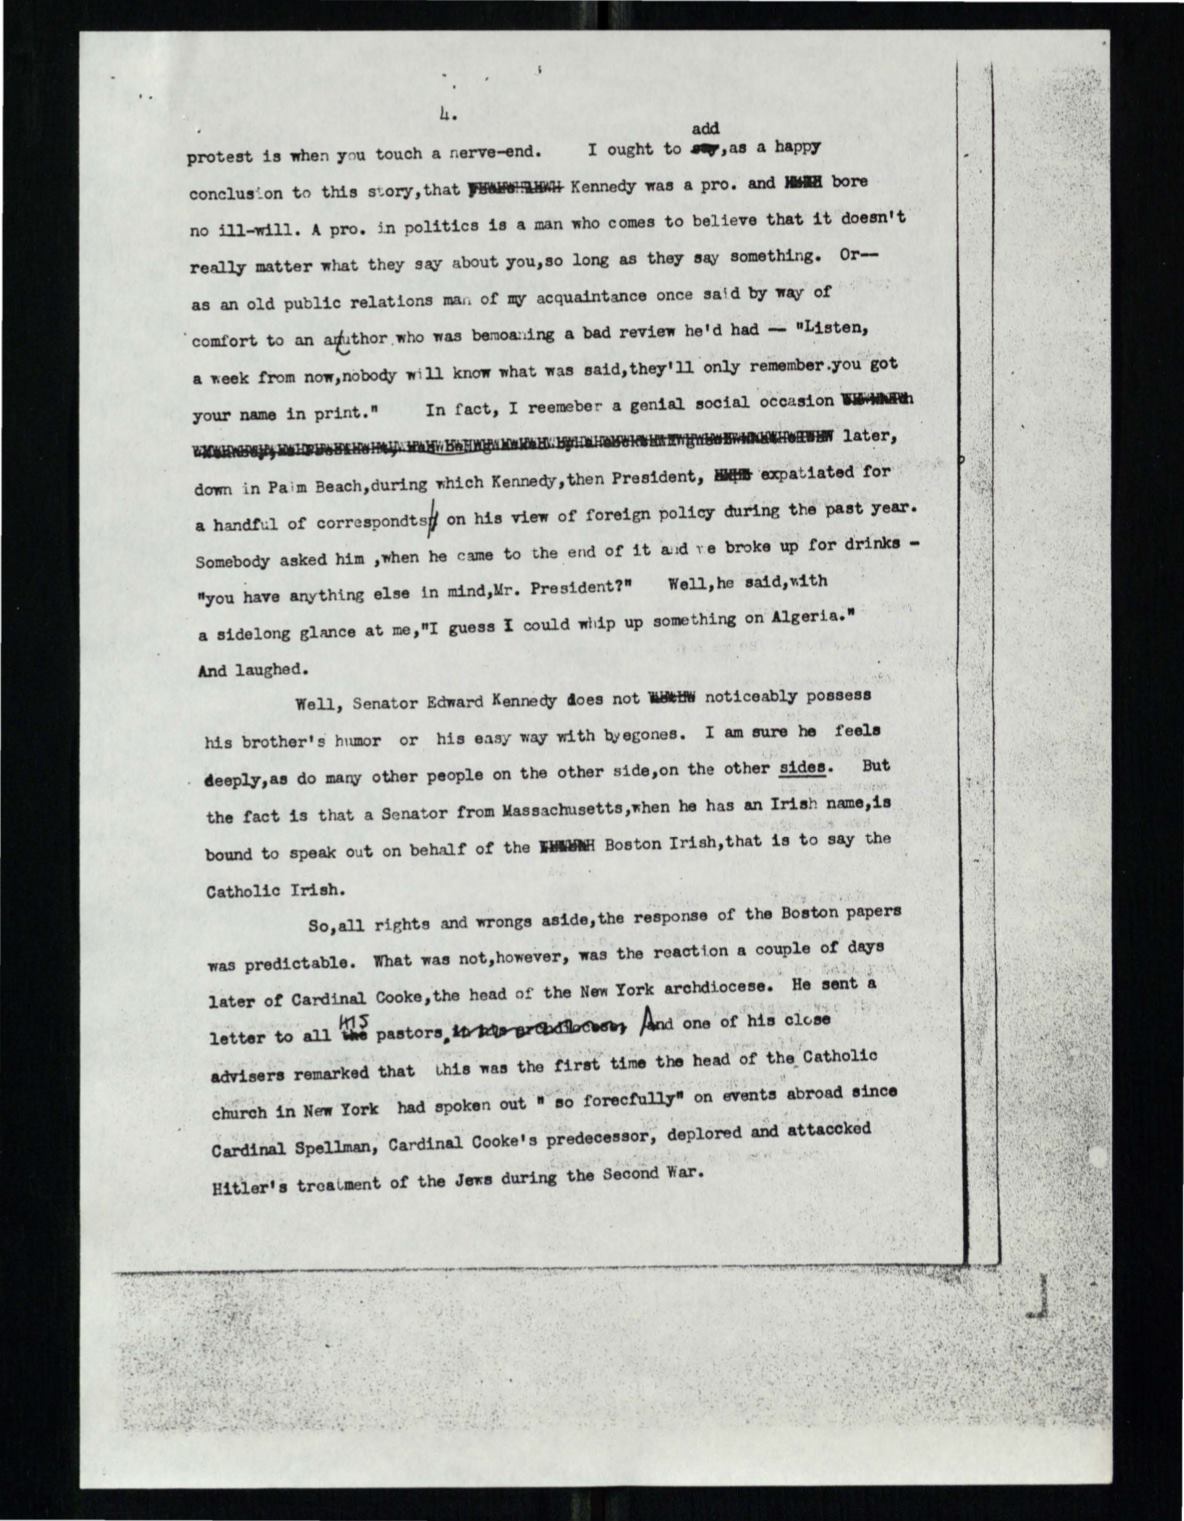 4.
add
protest is when you touch a nerve-end. I ought to say,as a happy
conclusion to this story,that Kennedy was a pro. and bore
no ill-will. A pro. in politics is a man who comes to believe that it doesn't
really matter what they say about you,so long as they say something. Or--
as an old public relations man of my acquaintance once said by way of
comfort to an author who was bemoaning a bad review he'd had — "Listen,
a week from now,nobody will know what was said,they'll only remember.you got
your name in print." In fact, I reemeber a genial social occasion
later,
down in Palm Beach,during which Kennedy,then President, expatiated for
a handful of correspondts on his view of foreign policy during the past year.
Somebody asked him ,when he came to the end of it and we broke up for drinks -
"you have anything else in mind,Mr. President?" Well,he said,with
a sidelong glance at me,"I guess I could whip up something on Algeria."
And laughed.
Well, Senator Edward Kennedy does not noticeably possess
his brother's humor or his easy way with byegones. I am sure he feels
deeply,as do many other people on the other side,on the other sides. But
the fact is that a Senator from Massachusetts,when he has an Irish name,is
bound to speak out on behalf of the Boston Irish,that is to say the
Catholic Irish.
So,all rights and wrongs aside,the response of the Boston papers
was predictable. What was not,however, was the reaction a couple of days
later of Cardinal Cooke,the head of the New York archdiocese. He sent a
letter to all the HIS pastors. in his archdiocese, And one of his close
advisers remarked that this was the first time the head of the Catholic
church in New York had spoken out " so forecfully" on events abroad since
Cardinal Spellman, Cardinal Cooke's predecessor, deplored and attaccked
Hitler's treatment of the Jews during the Second War.